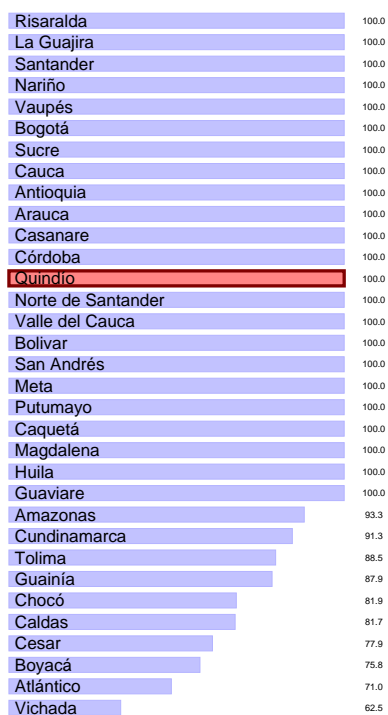 Risaralda 100.0
La Guajira 100.0
Santander 100.0
Nariño 100.0
Vaupés 100.0
Bogotá 100.0
Sucre 100.0
Cauca 100.0
Antioquia 100.0
Arauca 100.0
Casanare 100.0
Córdoba 100.0
Quindío 100.0
Norte de Santander 100.0
Valle del Cauca 100.0
Bolivar 100.0
San Andrés 100.0
Meta 100.0
Putumayo 100.0
Caquetá 100.0
Magdalena 100.0
Huila 100.0
Guaviare 100.0
Amazonas 93.3
Cundinamarca 91.3
Tolima 88.5
Guainía 87.9
Chocó 81.9
Caldas 81.7
Cesar 77.9
Boyacá 75.8
Atlántico 71.0
Vichada 62.5